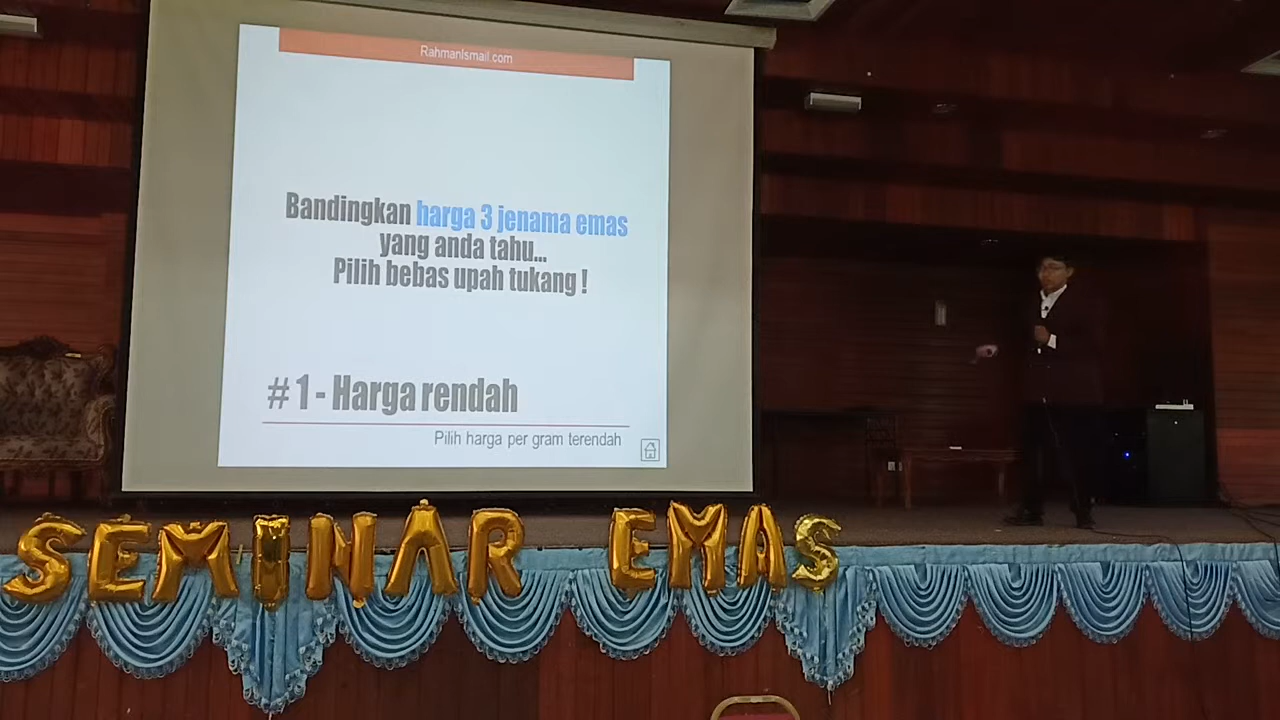 RahmanIsmail.com
Bandingkan harga 3 jenama emas
yang anda tahu...
Pilih bebas upah tukang !
# 1 - Harga rendah
Pilih harga per gram terendah
SEMINAR EMAS